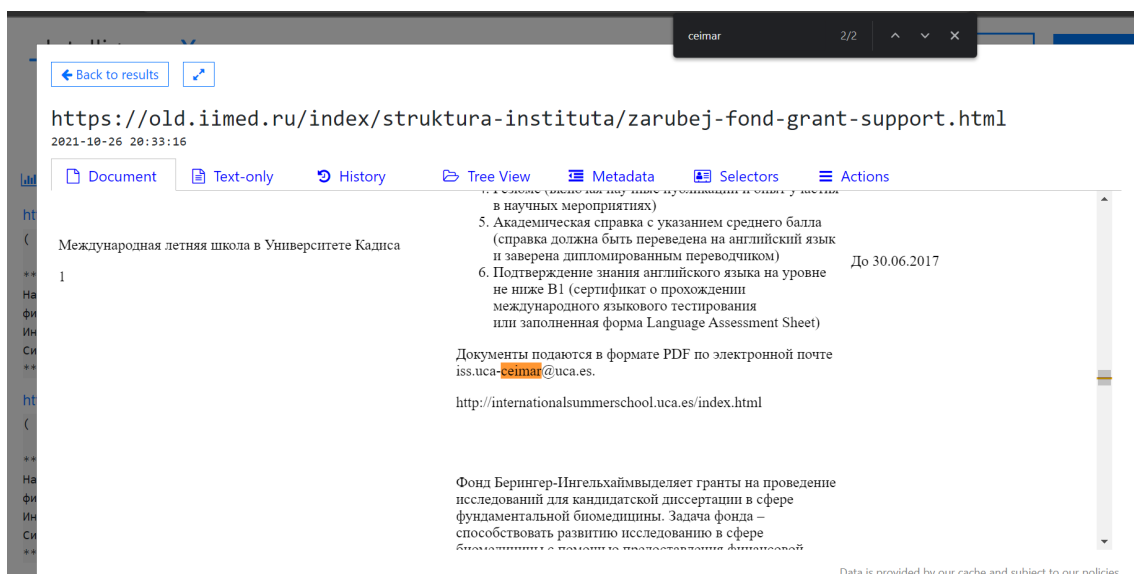 ceimar 2/2
Back to results
https://old.iimed.ru/index/struktura-instituta/zarubej-fond-grant-support.html
2021-10-26 20:33:16
Document Text-only History Tree View Metadata Selectors Actions
в научных мероприятиях)
5. Академическая справка с указанием среднего балла
(справка должна быть переведена на английский язык
и заверена дипломированным переводчиком)
6. Подтверждение знания английского языка на уровне
не ниже B1 (сертификат о прохождении
международного языкового тестирования
или заполненная форма Language Assessment Sheet)
Международная летняя школа в Университете Кадиса
1
До 30.06.2017
Документы подаются в формате PDF по электронной почте
iss.uca-ceimar@uca.es.
http://internationalsummerschool.uca.es/index.html
Фонд Берингер-Ингельхаймвыделяет гранты на проведение
исследований для кандидатской диссертации в сфере
фундаментальной биомедицины. Задача фонда –
способствовать развитию исследованию в сфере
Data is provided by our cache and subject to our policies